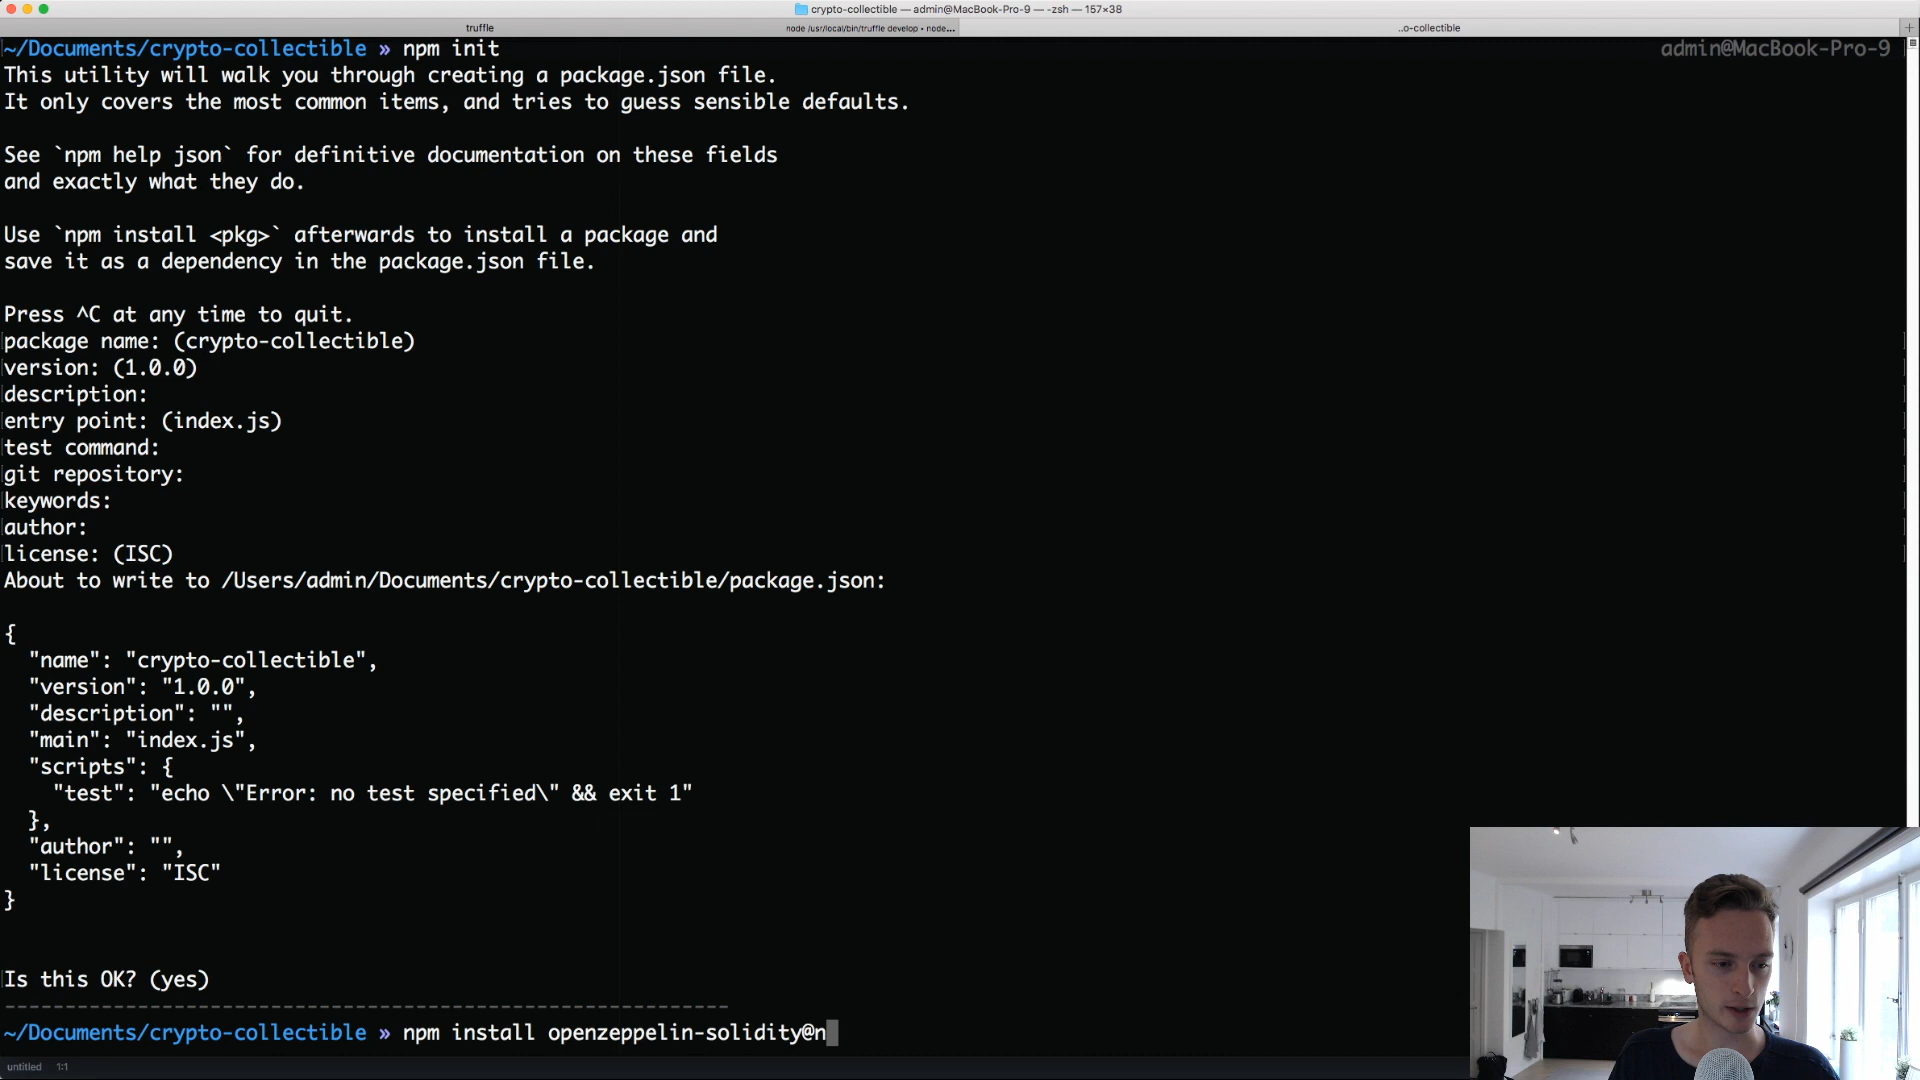 crypto-collectible — admin@MacBook-Pro-9 — -zsh — 157×38
truffle
node /usr/local/bin/truffle develop • node...
..o-collectible
~/Documents/crypto-collectible » npm init
admin@MacBook-Pro-9
This utility will walk you through creating a package.json file.
It only covers the most common items, and tries to guess sensible defaults.
See `npm help json` for definitive documentation on these fields
and exactly what they do.
Use `npm install <pkg>` afterwards to install a package and
save it as a dependency in the package.json file.
Press ^C at any time to quit.
package name: (crypto-collectible)
version: (1.0.0)
description:
entry point: (index.js)
test command:
git repository:
keywords:
author:
license: (ISC)
About to write to /Users/admin/Documents/crypto-collectible/package.json:
{
"name": "crypto-collectible",
"version": "1.0.0",
"description": "",
"main": "index.js",
"scripts": {
"test": "echo \"Error: no test specified\" && exit 1"
},
"author": "",
"license": "ISC"
}
Is this OK? (yes)
~/Documents/crypto-collectible » npm install openzeppelin-solidity@n
untitled 1:1